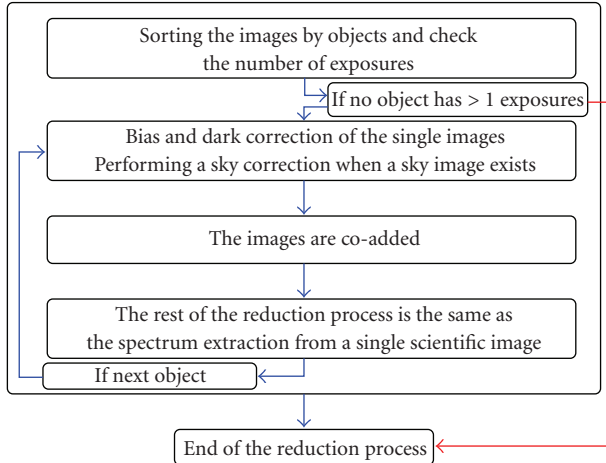 Sorting the images by objects and check
the number of exposures
If no object has > 1 exposures
Bias and dark correction of the single images
Performing a sky correction when a sky image exists
The images are co-added
The rest of the reduction process is the same as
the spectrum extraction from a single scientific image
If next object
End of the reduction process